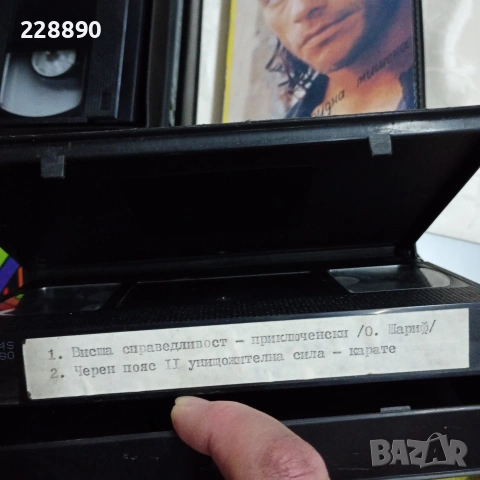 228890
1. Висша справедливост - приключенски /О. Шариф/
2. Черен пояс II унищожителна сила - карате
BAZAR